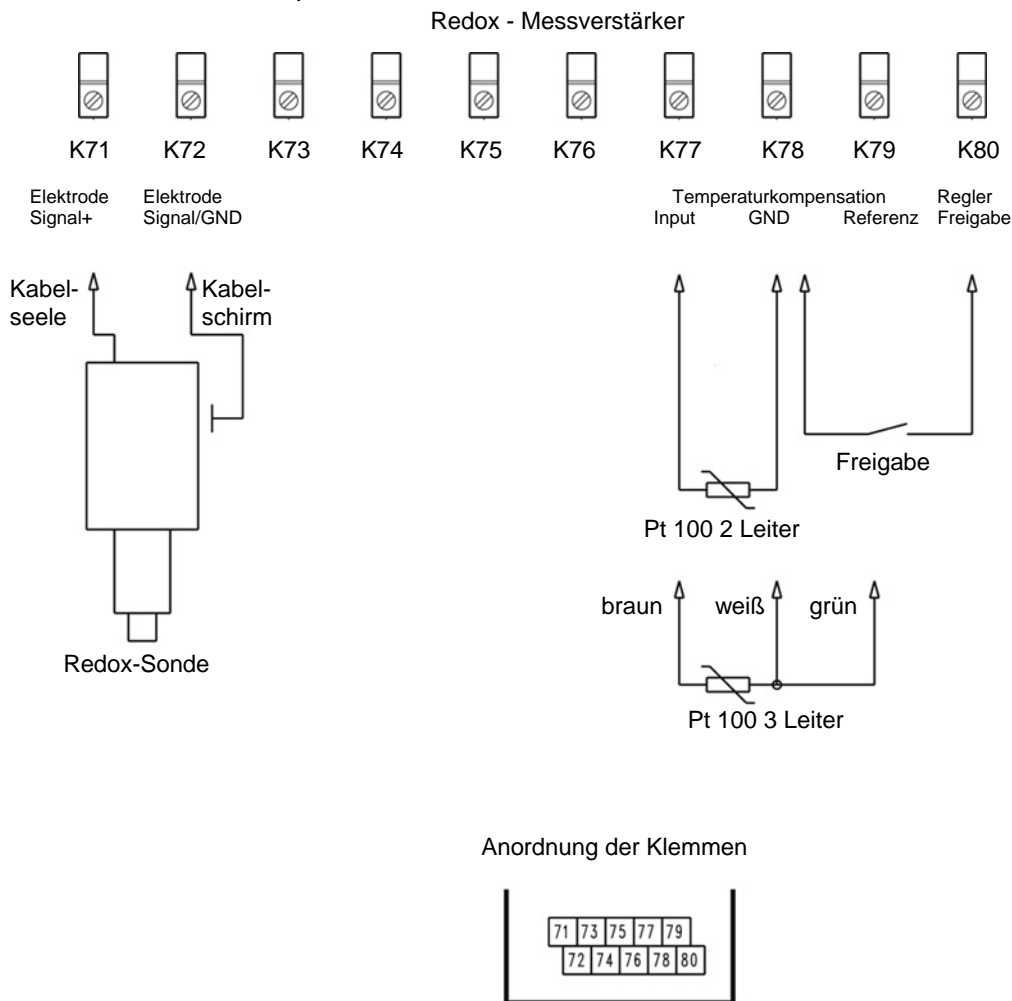 Redox - Messverstärker
K71 K72 K73 K74 K75 K76 K77 K78 K79 K80
Elektrode Elektrode Temperaturkompensation Regler
Signal+ Signal/GND Input GND Referenz Freigabe
Kabel- Kabel-
seele schirm
Freigabe
Pt 100 2 Leiter
braun weiß grün
Redox-Sonde
Pt 100 3 Leiter
Anordnung der Klemmen
71 73 75 77 79
72 74 76 78 80